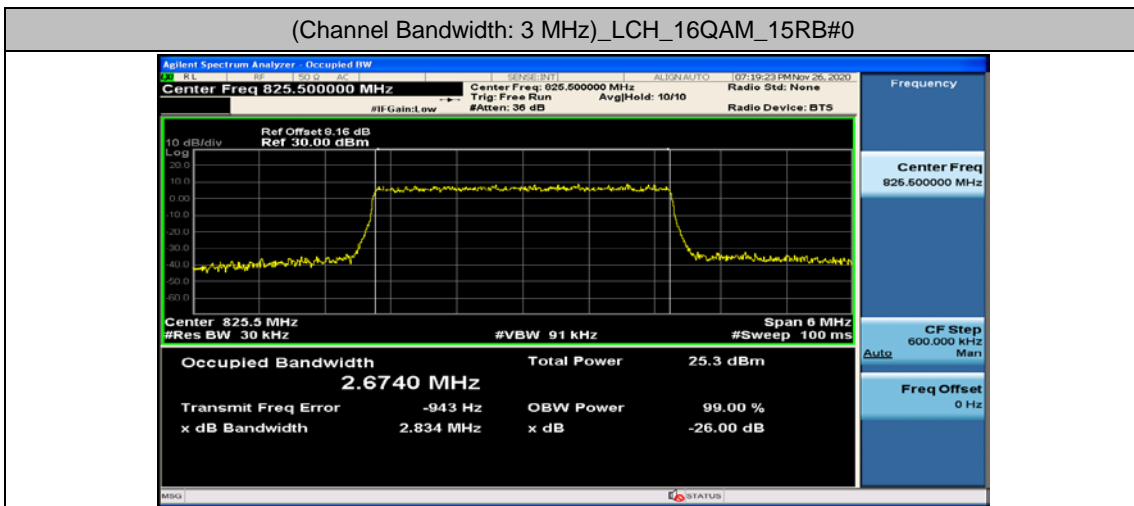 (Channel Bandwidth: 3 MHz)_LCH_16QAM_15RB#0
Agilent Spectrum Analyzer - Occupied BW
RL RF 50 Ω AC SENSE:INT ALIGNAUTO 07:19:23 PM Nov 26, 2020
Center Freq 825.500000 MHz
Center Freq: 825.500000 MHz
Radio Std: None
Trig: Free Run Avg|Hold: 10/10
#IFGain:Low #Atten: 36 dB Radio Device: BTS
Frequency
Ref Offset 8.16 dB
10 dB/div Ref 30.00 dBm
Log
20.0
10.0
0.00
-10.0
-20.0
-30.0
-40.0
-50.0
-60.0
Center Freq
825.500000 MHz
Center 825.5 MHz Span 6 MHz
#Res BW 30 kHz #VBW 91 kHz #Sweep 100 ms
CF Step
600.000 kHz
Auto Man
Occupied Bandwidth Total Power 25.3 dBm
2.6740 MHz
Transmit Freq Error -943 Hz OBW Power 99.00 %
x dB Bandwidth 2.834 MHz x dB -26.00 dB
Freq Offset
0 Hz
MSG STATUS